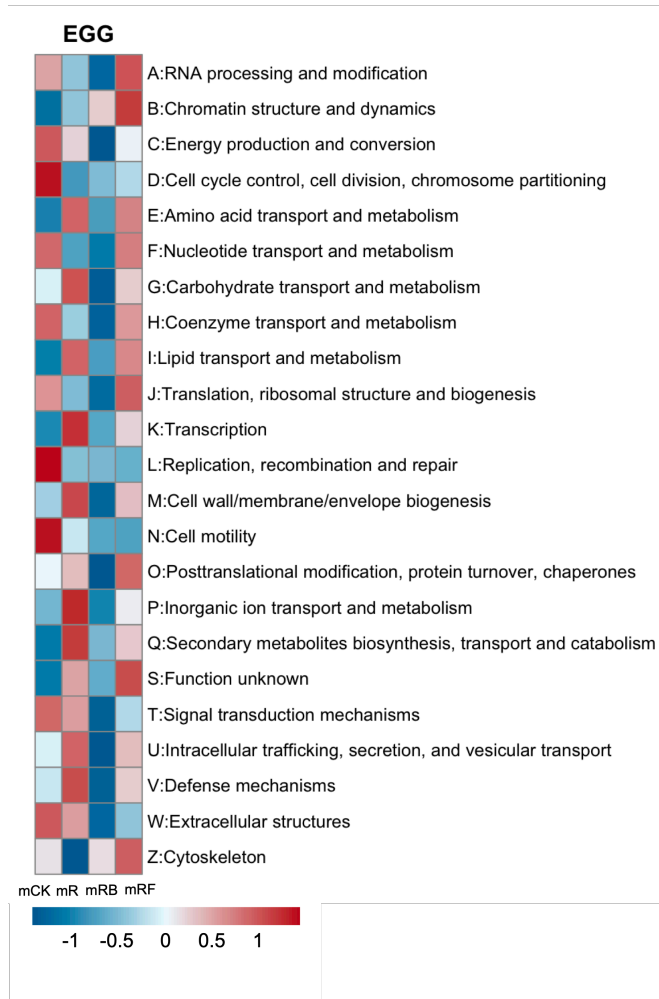 EGG
A:RNA processing and modification
B:Chromatin structure and dynamics
C:Energy production and conversion
D:Cell cycle control, cell division, chromosome partitioning
E:Amino acid transport and metabolism
F:Nucleotide transport and metabolism
G:Carbohydrate transport and metabolism
H:Coenzyme transport and metabolism
I:Lipid transport and metabolism
J:Translation, ribosomal structure and biogenesis
K:Transcription
L:Replication, recombination and repair
M:Cell wall/membrane/envelope biogenesis
N:Cell motility
O:Posttranslational modification, protein turnover, chaperones
P:Inorganic ion transport and metabolism
Q:Secondary metabolites biosynthesis, transport and catabolism
S:Function unknown
T:Signal transduction mechanisms
U:Intracellular trafficking, secretion, and vesicular transport
V:Defense mechanisms
W:Extracellular structures
Z:Cytoskeleton
mCK mR mRB mRF
-1 -0.5 0 0.5 1